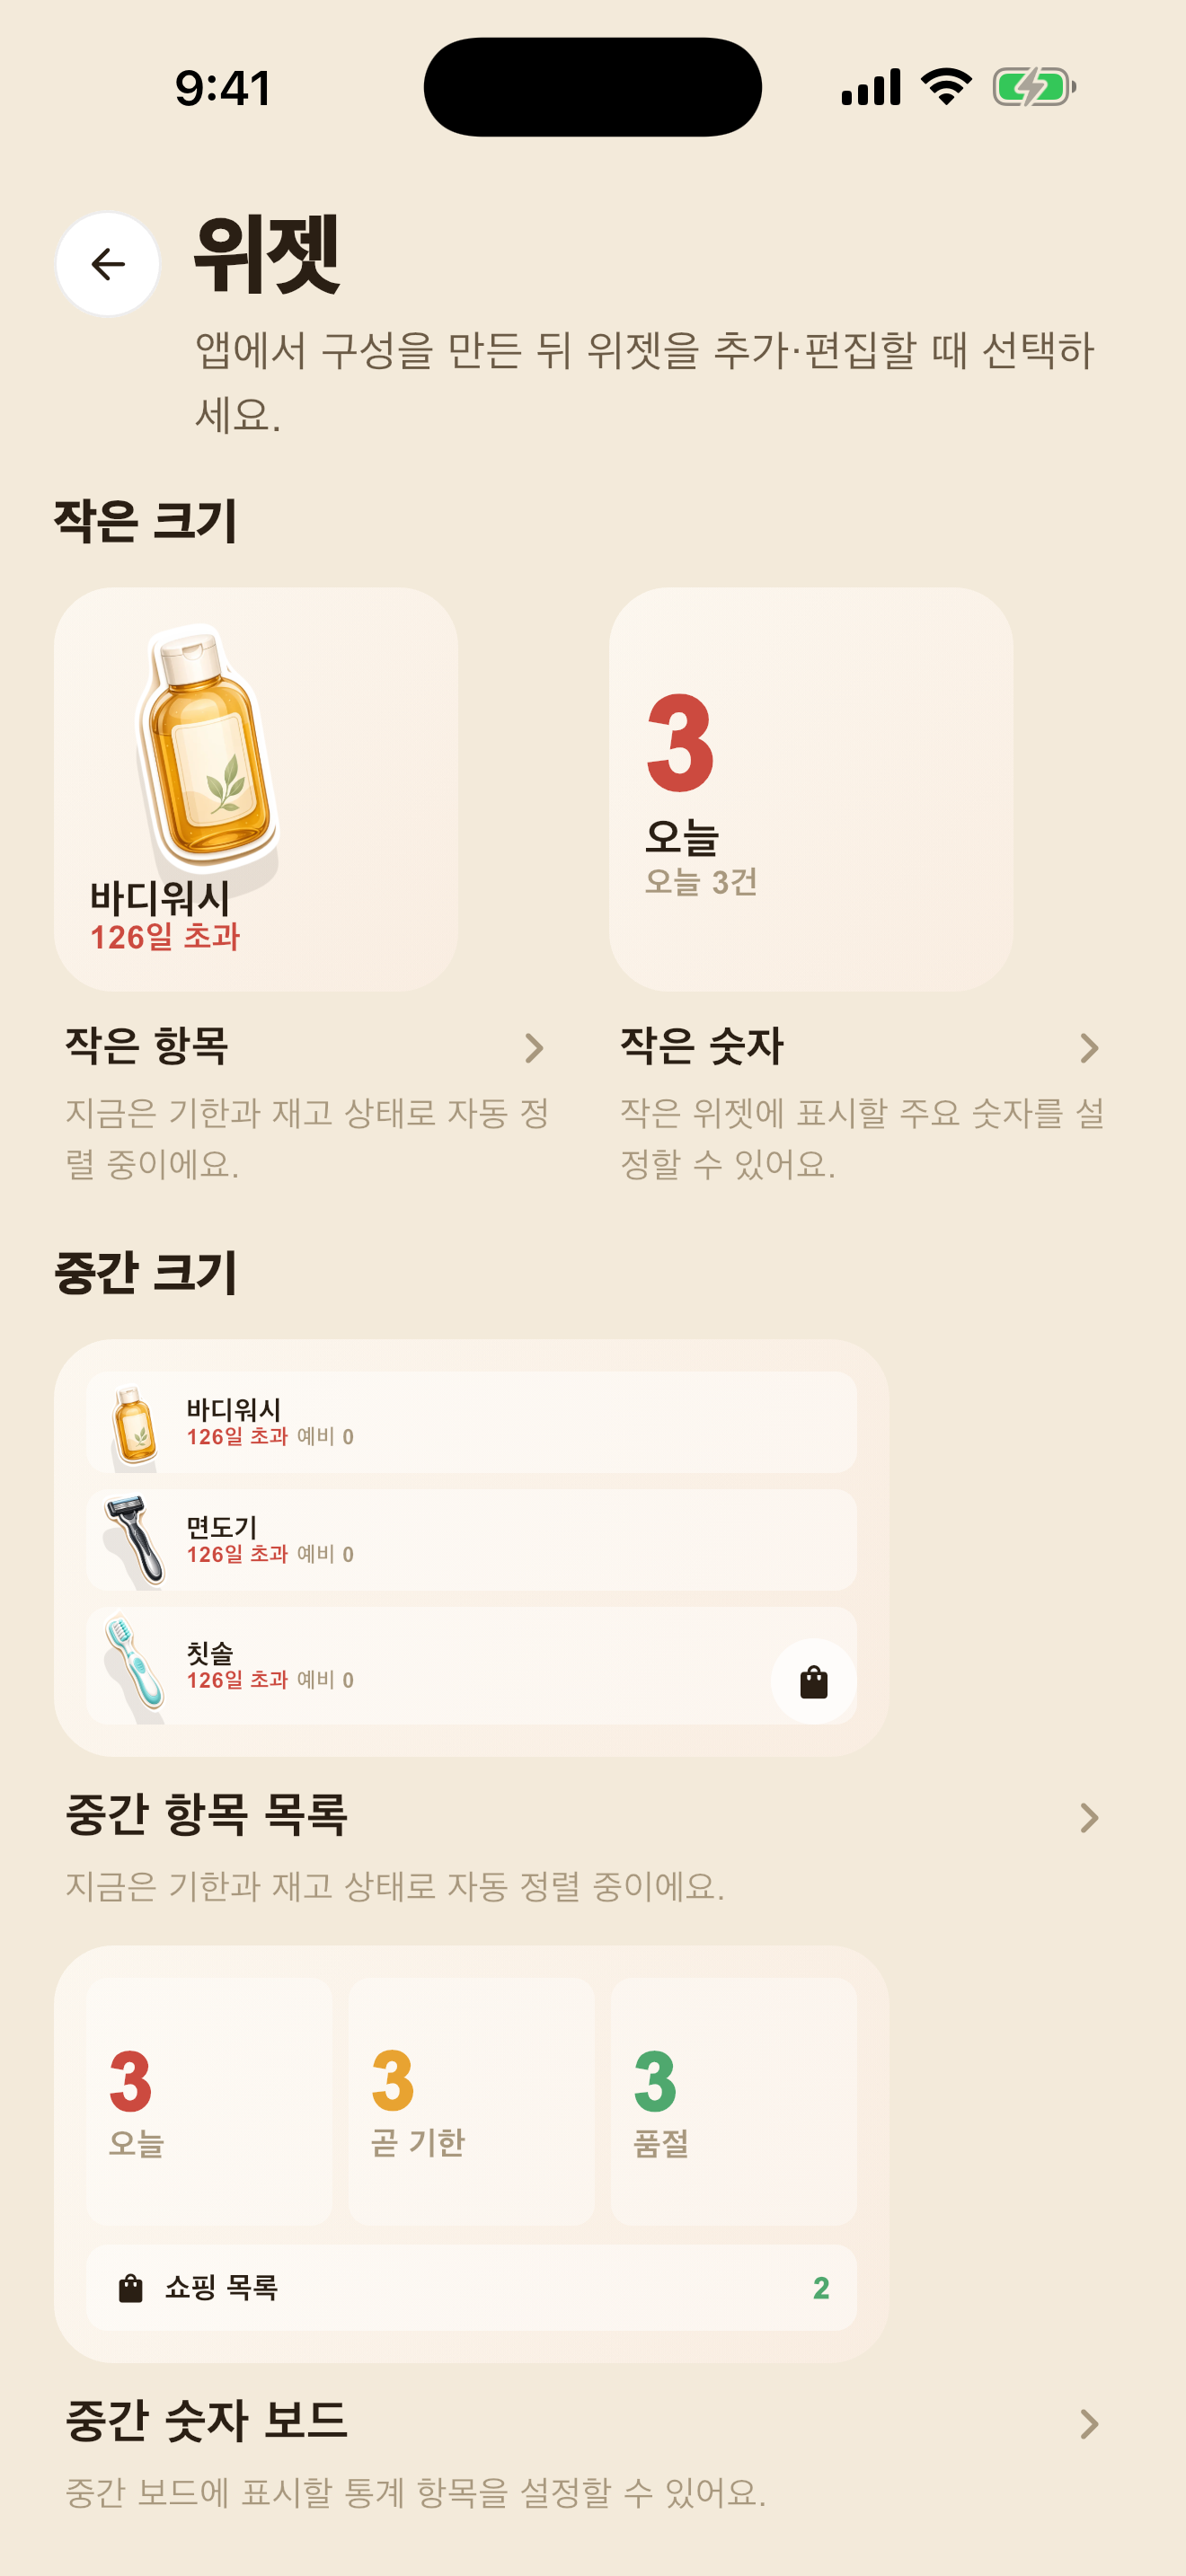 9:41
위젯
앱에서 구성을 만든 뒤 위젯을 추가·편집할 때 선택하
세요.
작은 크기
바디워시
126일 초과
3
오늘
오늘 3건
작은 항목
지금은 기한과 재고 상태로 자동 정
렬 중이에요.
작은 숫자
작은 위젯에 표시할 주요 숫자를 설
정할 수 있어요.
중간 크기
바디워시
126일 초과 예비 0
면도기
126일 초과 예비 0
칫솔
126일 초과 예비 0
중간 항목 목록
지금은 기한과 재고 상태로 자동 정렬 중이에요.
3
오늘
3
곧 기한
3
품절
쇼핑 목록 2
중간 숫자 보드
중간 보드에 표시할 통계 항목을 설정할 수 있어요.